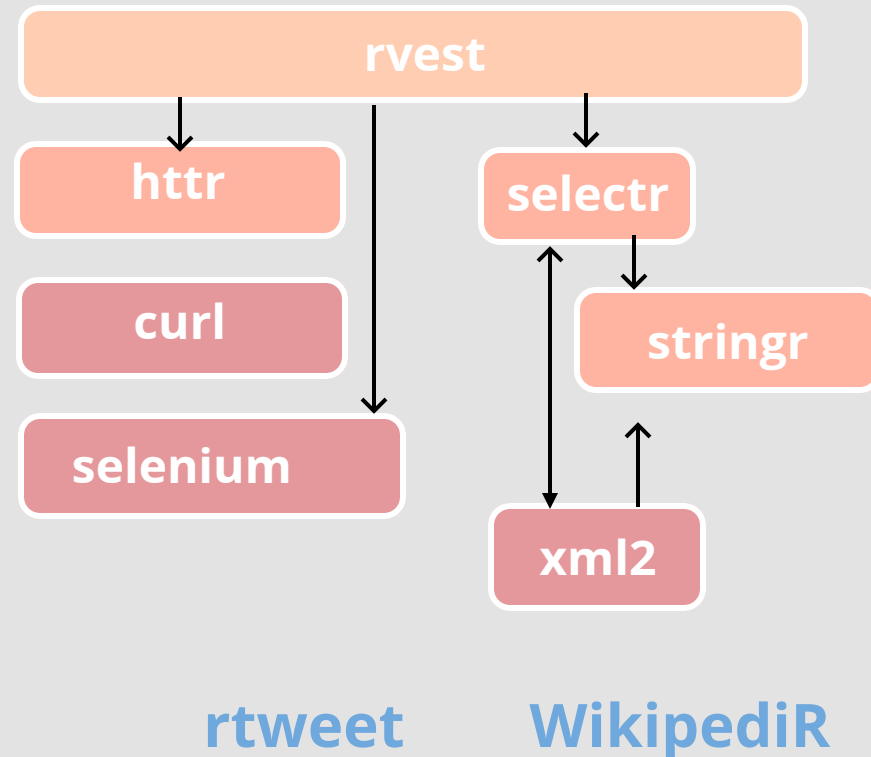 rvest
httr
selectr
curl
stringr
selenium
xml2
rtweet
WikipediR